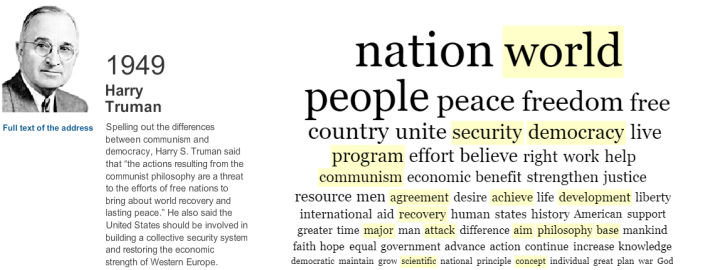 1949
Harry
Truman
Full text of the address
Spelling out the differences
between communism and
democracy, Harry S. Truman said
that “the actions resulting from the
communist philosophy are a threat
to the efforts of free nations to
bring about world recovery and
lasting peace.” He also said the
United States should be involved in
building a collective security system
and restoring the economic
strength of Western Europe.
nation world
people peace freedom free
country unite security democracy live
program effort believe right work help
communism economic benefit strengthen justice
resource men agreement desire achieve life development liberty
international aid recovery human states history American support
greater time major man attack difference aim philosophy base mankind
faith hope equal government advance action continue increase knowledge
democratic maintain grow scientific national principle concept individual great plan war God